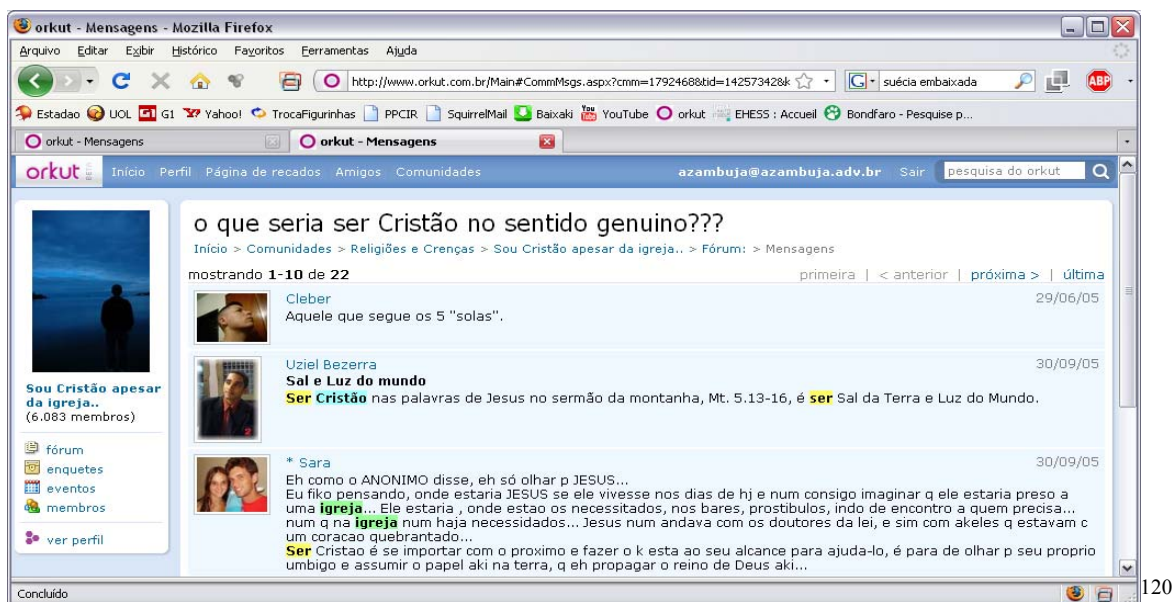 orkut - Mensagens - Mozilla Firefox
Arquivo Editar Exibir Histórico Favoritos Ferramentas Ajuda
http://www.orkut.com.br/Main#CommMsgs.aspx?cmm=1792468&tid=14257342&k G suécia embaixada ABP
Estadao UOL G1 Yahoo! TrocaFigurinhas PPCIR SquirrelMail Baixaki YouTube orkut EHESS : Accueil Bondfaro - Pesquise p...
orkut - Mensagens orkut - Mensagens
orkut beta Início Perfil Página de recados Amigos Comunidades azambuja@azambuja.adv.br Sair pesquisa do orkut
o que seria ser Cristão no sentido genuino???
Início > Comunidades > Religiões e Crenças > Sou Cristão apesar da igreja.. > Fórum: > Mensagens
mostrando 1-10 de 22 primeira | < anterior | próxima > | última
Cleber 29/06/05
Aquele que segue os 5 "solas".
Uziel Bezerra 30/09/05
Sal e Luz do mundo
Ser Cristão nas palavras de Jesus no sermão da montanha, Mt. 5.13-16, é ser Sal da Terra e Luz do Mundo.
* Sara 30/09/05
Eh como o ANONIMO disse, eh só olhar p JESUS...
Eu fiko pensando, onde estaria JESUS se ele vivesse nos dias de hj e num consigo imaginar q ele estaria preso a
uma igreja... Ele estaria , onde estao os necessitados, nos bares, prostibulos, indo de encontro a quem precisa...
num q na igreja num haja necessidados... Jesus num andava com os doutores da lei, e sim com akeles q estavam c
um coracao quebrantado...
Ser Cristao é se importar com o proximo e fazer o k esta ao seu alcance para ajuda-lo, é para de olhar p seu proprio
umbigo e assumir o papel aki na terra, q eh propagar o reino de Deus aki...
Sou Cristão apesar
da igreja..
(6.083 membros)
fórum
enquetes
eventos
membros
ver perfil
Concluído
120